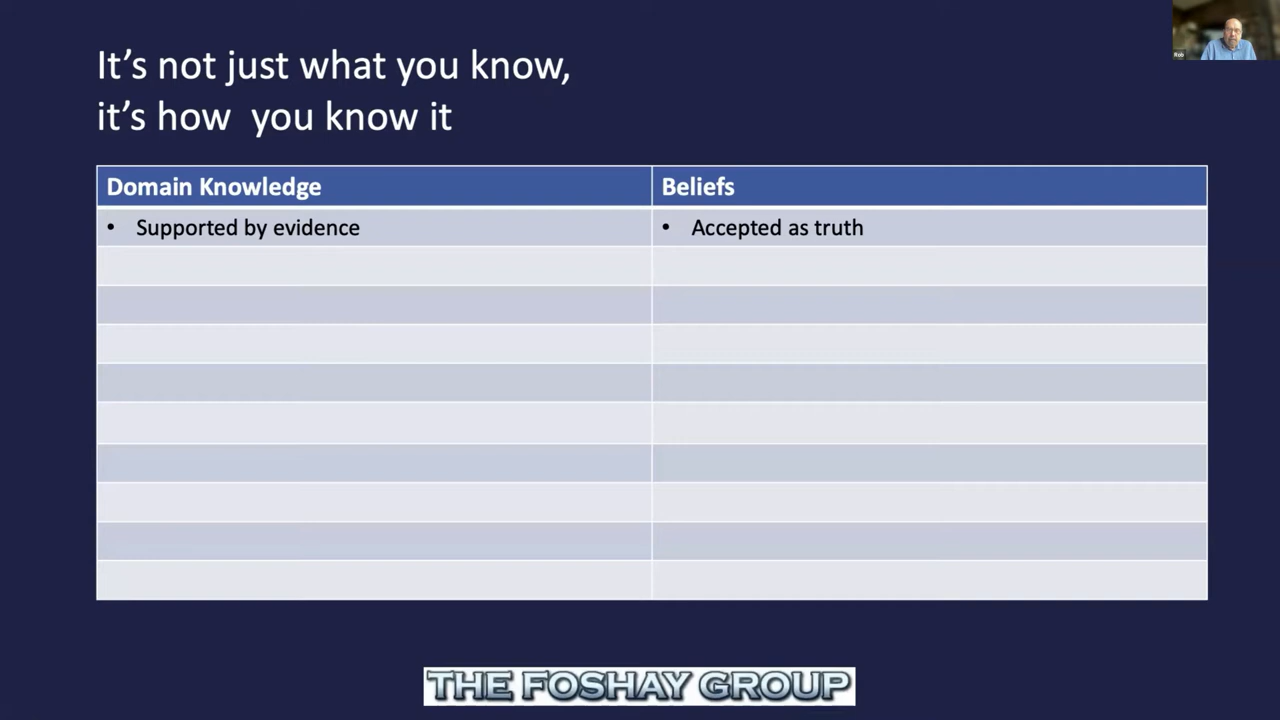 It's not just what you know,
it's how you know it
Domain Knowledge
Beliefs
• Supported by evidence
• Accepted as truth
THE FOSHAY GROUP
Rob